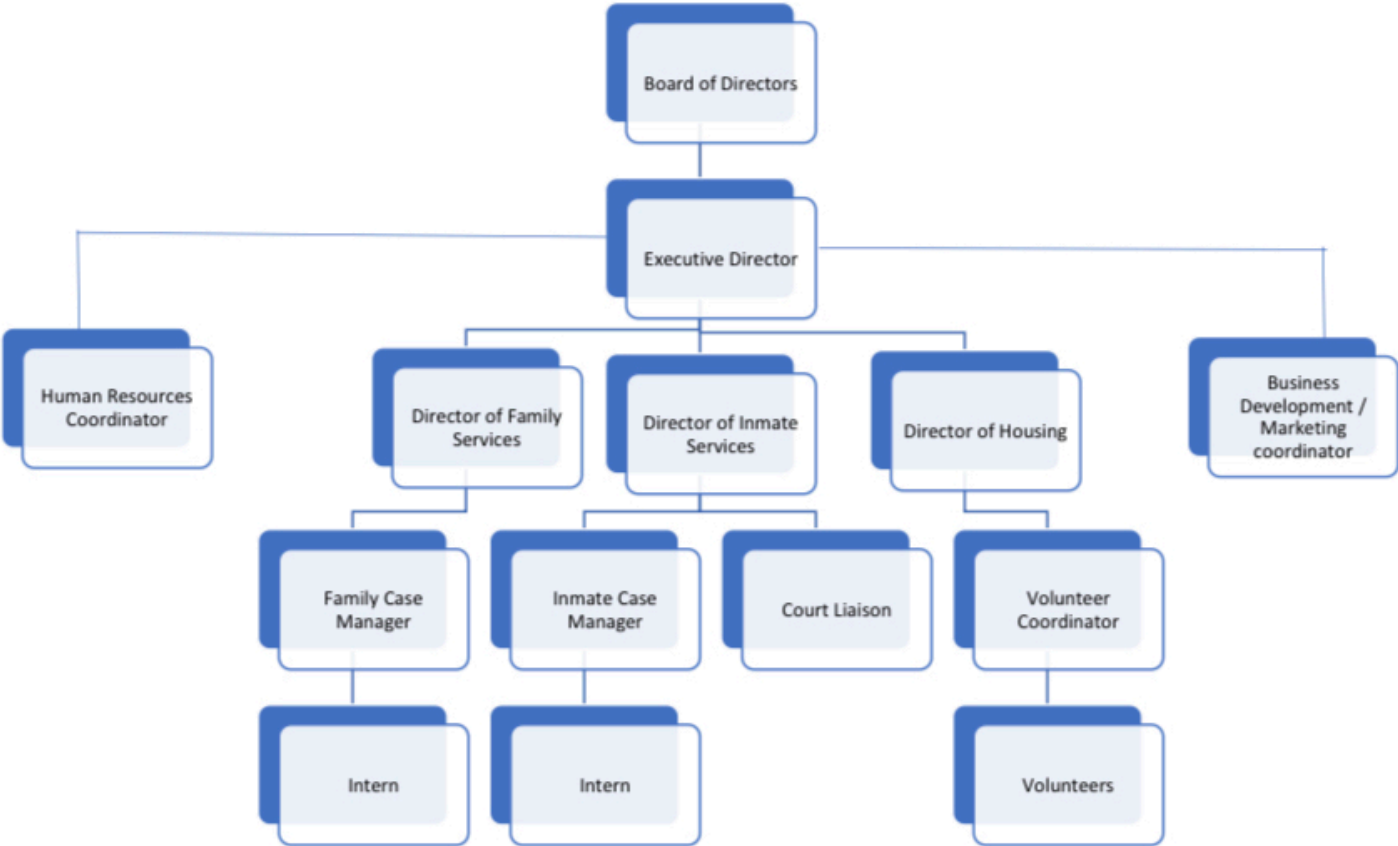 Board of Directors
Executive Director
Human Resources
Coordinator
Director of Family
Services
Director of Inmate
Services
Director of Housing
Business
Development /
Marketing
coordinator
Family Case
Manager
Inmate Case
Manager
Court Liaison
Volunteer
Coordinator
Intern
Intern
Volunteers